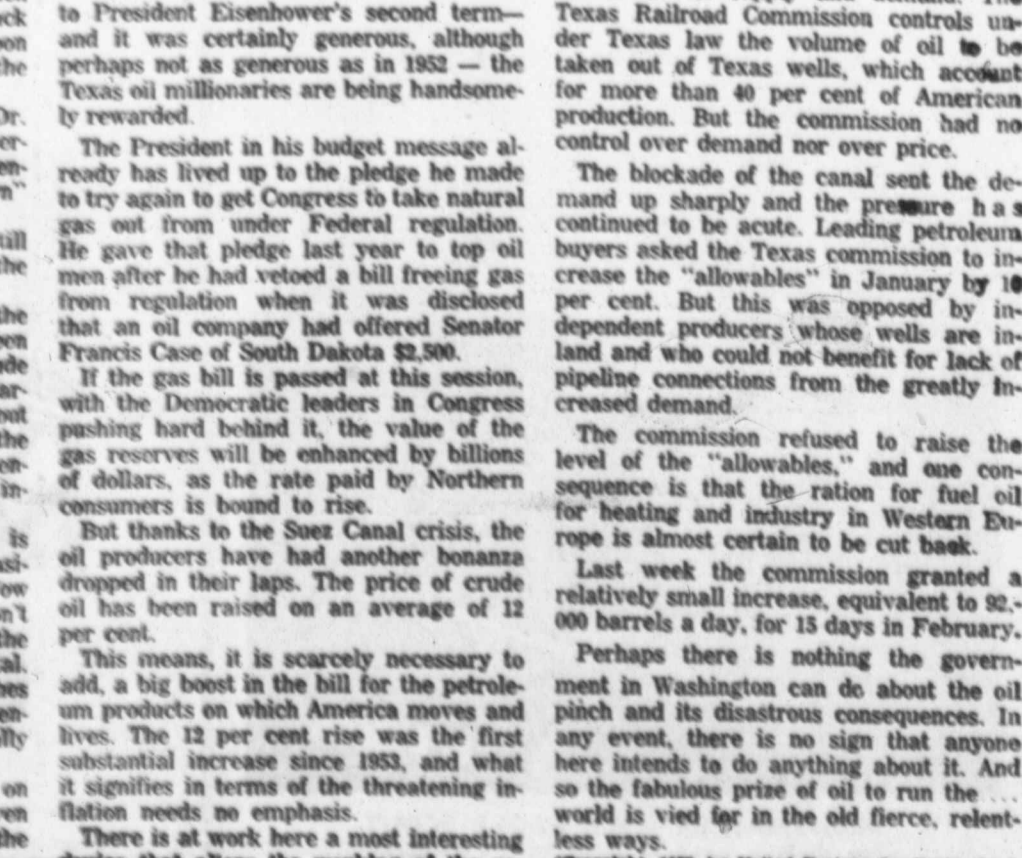 to President Eisenhower's second term—
and it was certainly generous, although
perhaps not as generous as in 1952 — the
Texas oil millionaries are being handsome-
ly rewarded.
The President in his budget message al-
ready has lived up to the pledge he made
to try again to get Congress to take natural
gas out from under Federal regulation.
He gave that pledge last year to top oil
men after he had vetoed a bill freeing gas
from regulation when it was disclosed
that an oil company had offered Senator
Francis Case of South Dakota $2,500.
If the gas bill is passed at this session,
with the Democratic leaders in Congress
pushing hard behind it, the value of the
gas reserves will be enhanced by billions
of dollars, as the rate paid by Northern
consumers is bound to rise.
But thanks to the Suez Canal crisis, the
oil producers have had another bonanza
dropped in their laps. The price of crude
oil has been raised on an average of 12
per cent.
This means, it is scarcely necessary to
add, a big boost in the bill for the petrole-
um products on which America moves and
lives. The 12 per cent rise was the first
substantial increase since 1953, and what
it signifies in terms of the threatening in-
flation needs no emphasis.
There is at work here a most interesting
Texas Railroad Commission controls un-
der Texas law the volume of oil to be
taken out of Texas wells, which account
for more than 40 per cent of American
production. But the commission had no
control over demand nor over price.
The blockade of the canal sent the de-
mand up sharply and the pressure has
continued to be acute. Leading petroleum
buyers asked the Texas commission to in-
crease the "allowables" in January by 10
per cent. But this was opposed by in-
dependent producers whose wells are in-
land and who could not benefit for lack of
pipeline connections from the greatly in-
creased demand.
The commission refused to raise the
level of the "allowables," and one con-
sequence is that the ration for fuel oil
for heating and industry in Western Eu-
rope is almost certain to be cut back.
Last week the commission granted a
relatively small increase, equivalent to 92,-
000 barrels a day, for 15 days in February.
Perhaps there is nothing the govern-
ment in Washington can do about the oil
pinch and its disastrous consequences. In
any event, there is no sign that anyone
here intends to do anything about it. And
so the fabulous prize of oil to run the ...
world is vied for in the old fierce, relent-
less ways.